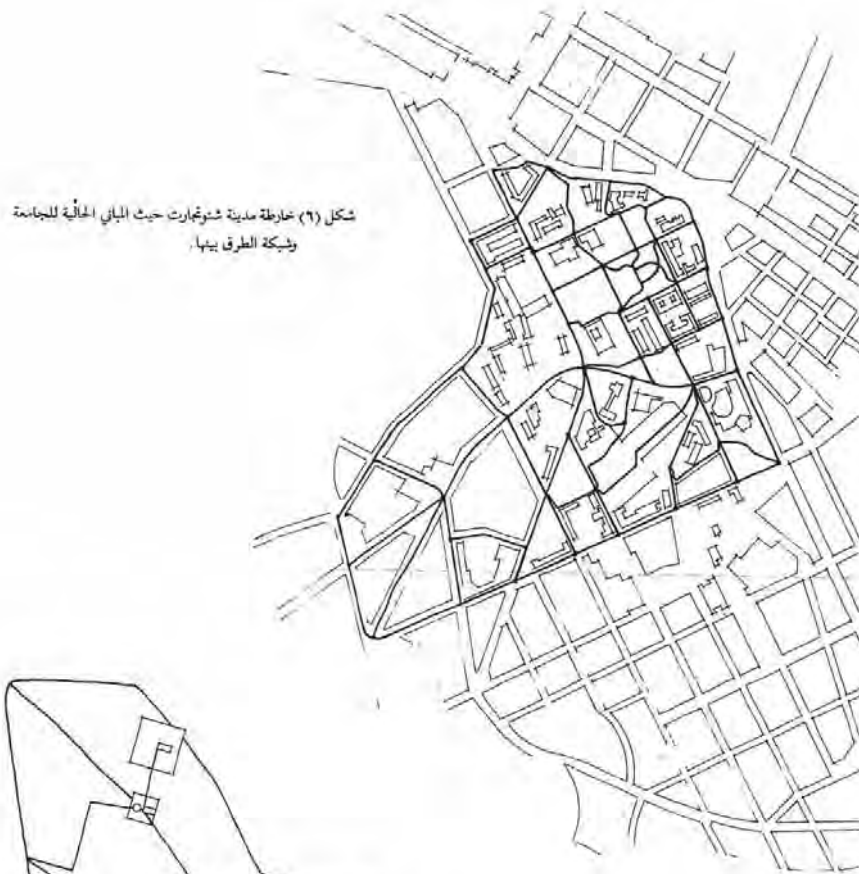 شكل (٦) خارطة مدينة شتوتجارت حيث المباني الحالية للجامعة
وشبكة الطرق بينها.